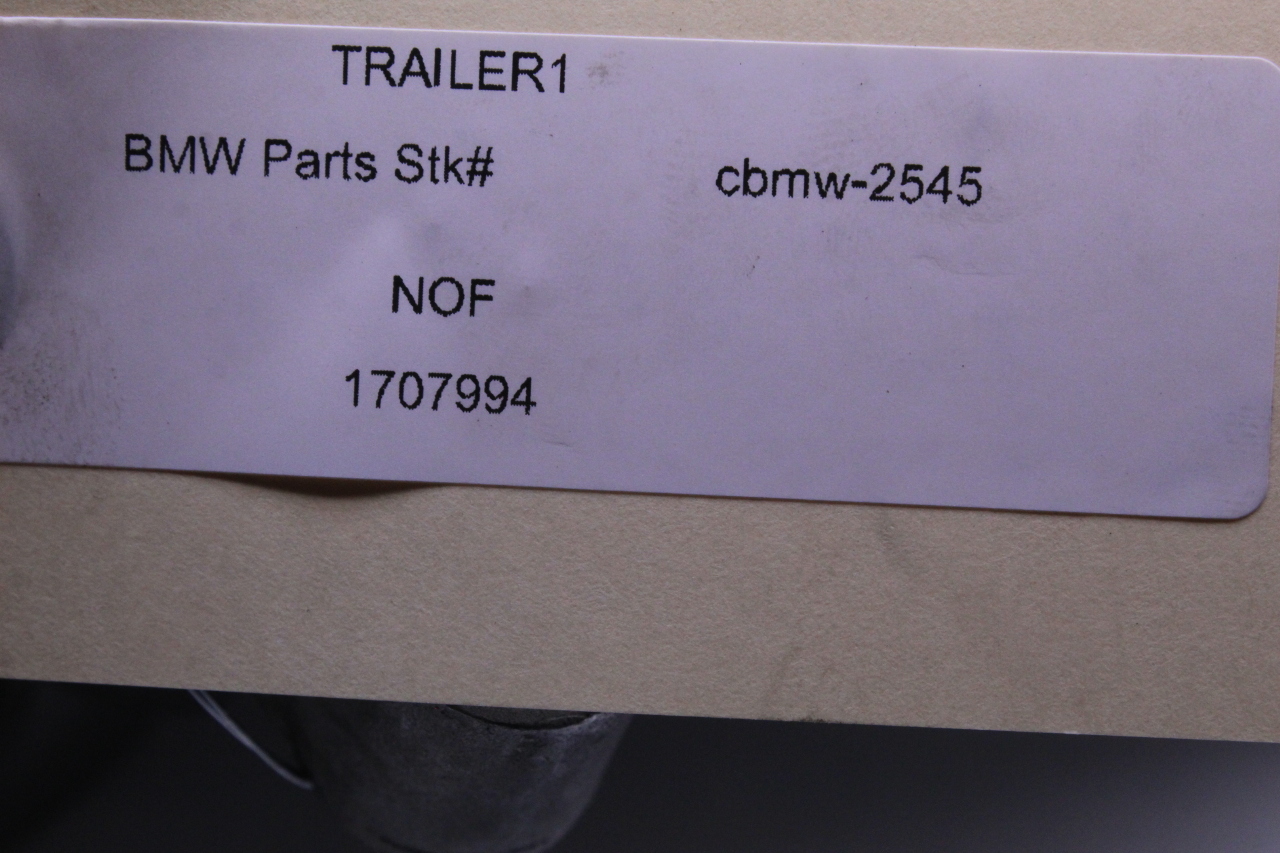 TRAILER1
BMW Parts Stk# cbmw-2545
NOF
1707994